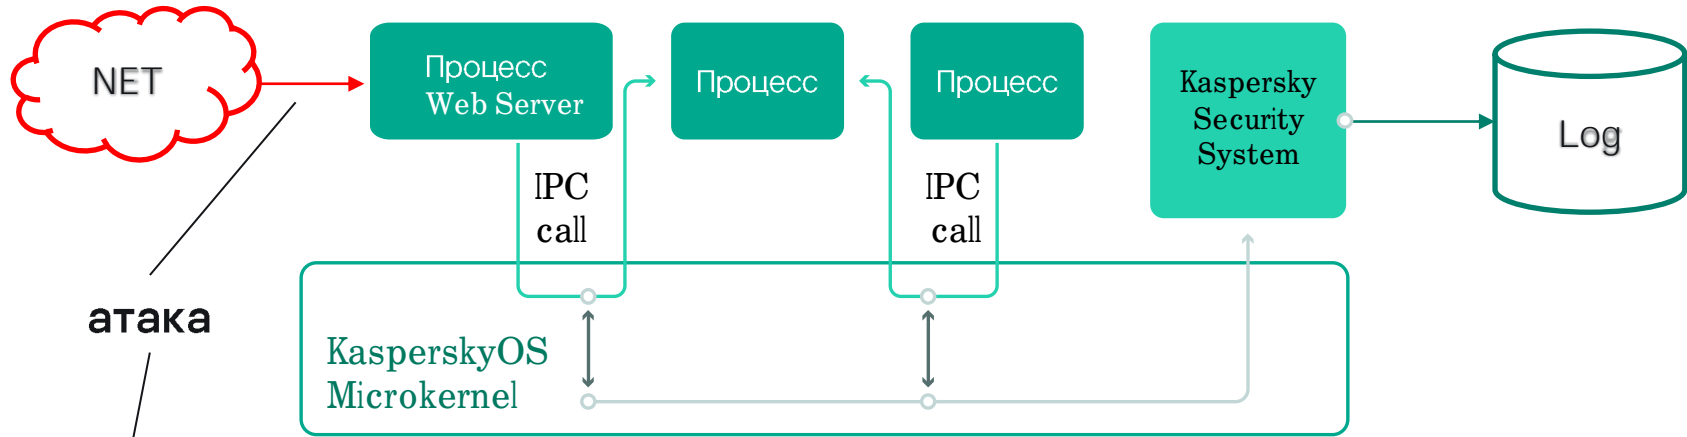 NET
Процесс
Web Server
Процесс
Процесс
Kaspersky
Security
System
Log
IPC
call
IPC
call
атака
KasperskyOS
Microkernel